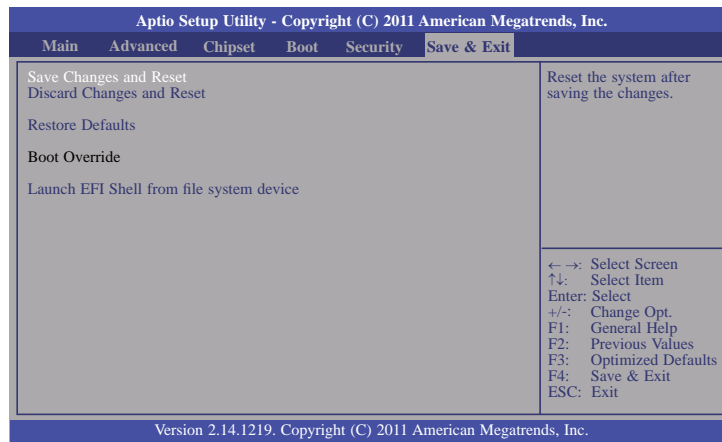 Aptio Setup Utility - Copyright (C) 2011 American Megatrends, Inc.
Main Advanced Chipset Boot Security Save & Exit
Save Changes and Reset
Discard Changes and Reset
Restore Defaults
Boot Override
Launch EFI Shell from file system device
Reset the system after
saving the changes.
← →: Select Screen
↑↓: Select Item
Enter: Select
+/-: Change Opt.
F1: General Help
F2: Previous Values
F3: Optimized Defaults
F4: Save & Exit
ESC: Exit
Version 2.14.1219. Copyright (C) 2011 American Megatrends, Inc.